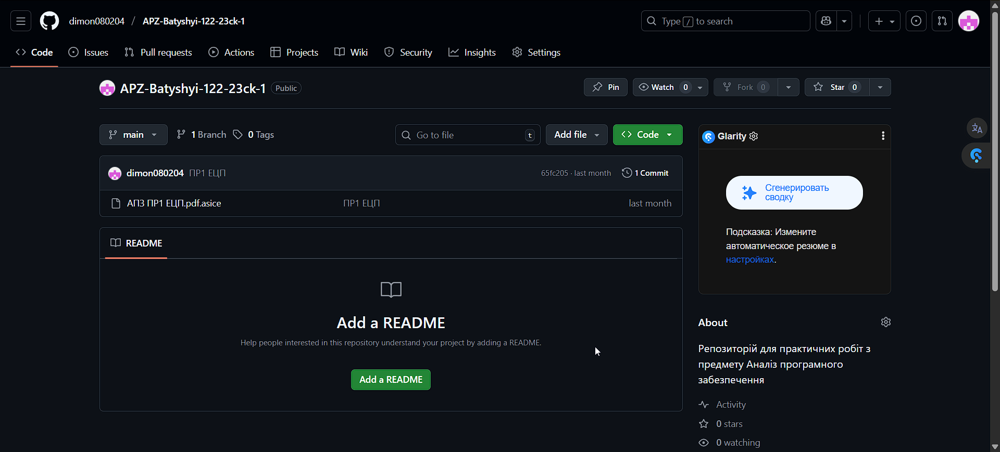 dimon080204 / APZ-Batyshyi-122-23ck-1
Type / to search
Code Issues Pull requests Actions Projects Wiki Security Insights Settings
APZ-Batyshyi-122-23ck-1 Public
Pin Watch 0 Fork 0 Star 0
main 1 Branch 0 Tags Go to file t Add file Code
dimon080204 ПР1 ЕЦП 65fc205 · last month 1 Commit
АПЗ ПР1 ЕЦП.pdf.asice ПР1 ЕЦП last month
README
Add a README
Help people interested in this repository understand your project by adding a README.
Add a README
Glarity
Сгенерировать
сводку
Подсказка: Измените
автоматическое резюме в
настройках.
About
Репозиторій для практичних робіт з
предмету Аналіз програмного
забезпечення
Activity
0 stars
0 watching